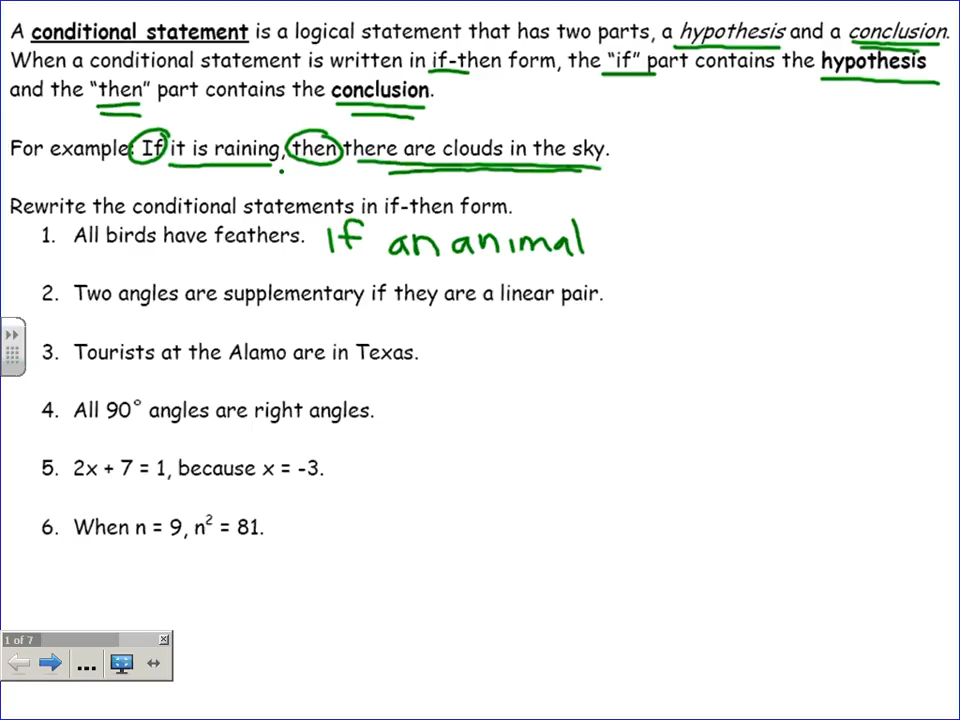 A conditional statement is a logical statement that has two parts, a hypothesis and a conclusion.
When a conditional statement is written in if-then form, the “if” part contains the hypothesis
and the “then” part contains the conclusion.
For example: If it is raining, then there are clouds in the sky.
Rewrite the conditional statements in if-then form.
1. All birds have feathers. If an animal
2. Two angles are supplementary if they are a linear pair.
3. Tourists at the Alamo are in Texas.
4. All 90° angles are right angles.
5. 2x + 7 = 1, because x = -3.
6. When n = 9, n² = 81.
1 of 7